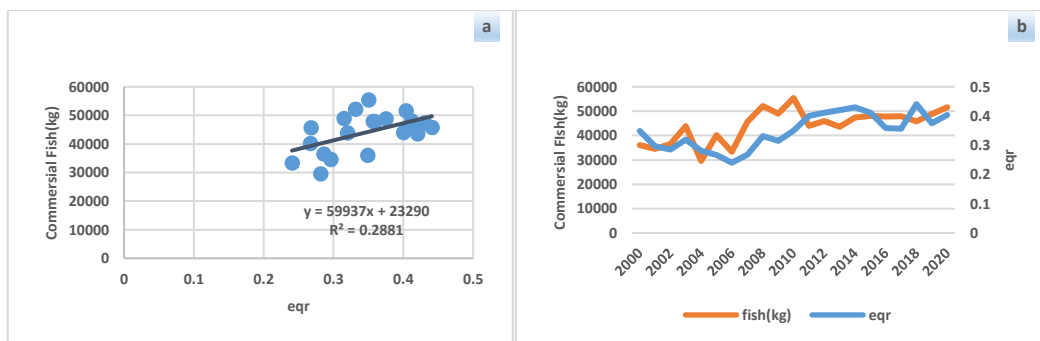 a
Commersial Fish(kg)
60000
50000
40000
30000
20000
10000
0
y = 59937x + 23290
R² = 0.2881
0 0.1 0.2 0.3 0.4 0.5
eqr
b
Commersial FIsh(kg)
60000
50000
40000
30000
20000
10000
0
0.5
0.4
0.3
0.2
0.1
0
eqr
2000 2002 2004 2006 2008 2010 2012 2014 2016 2018 2020
fish(kg) eqr